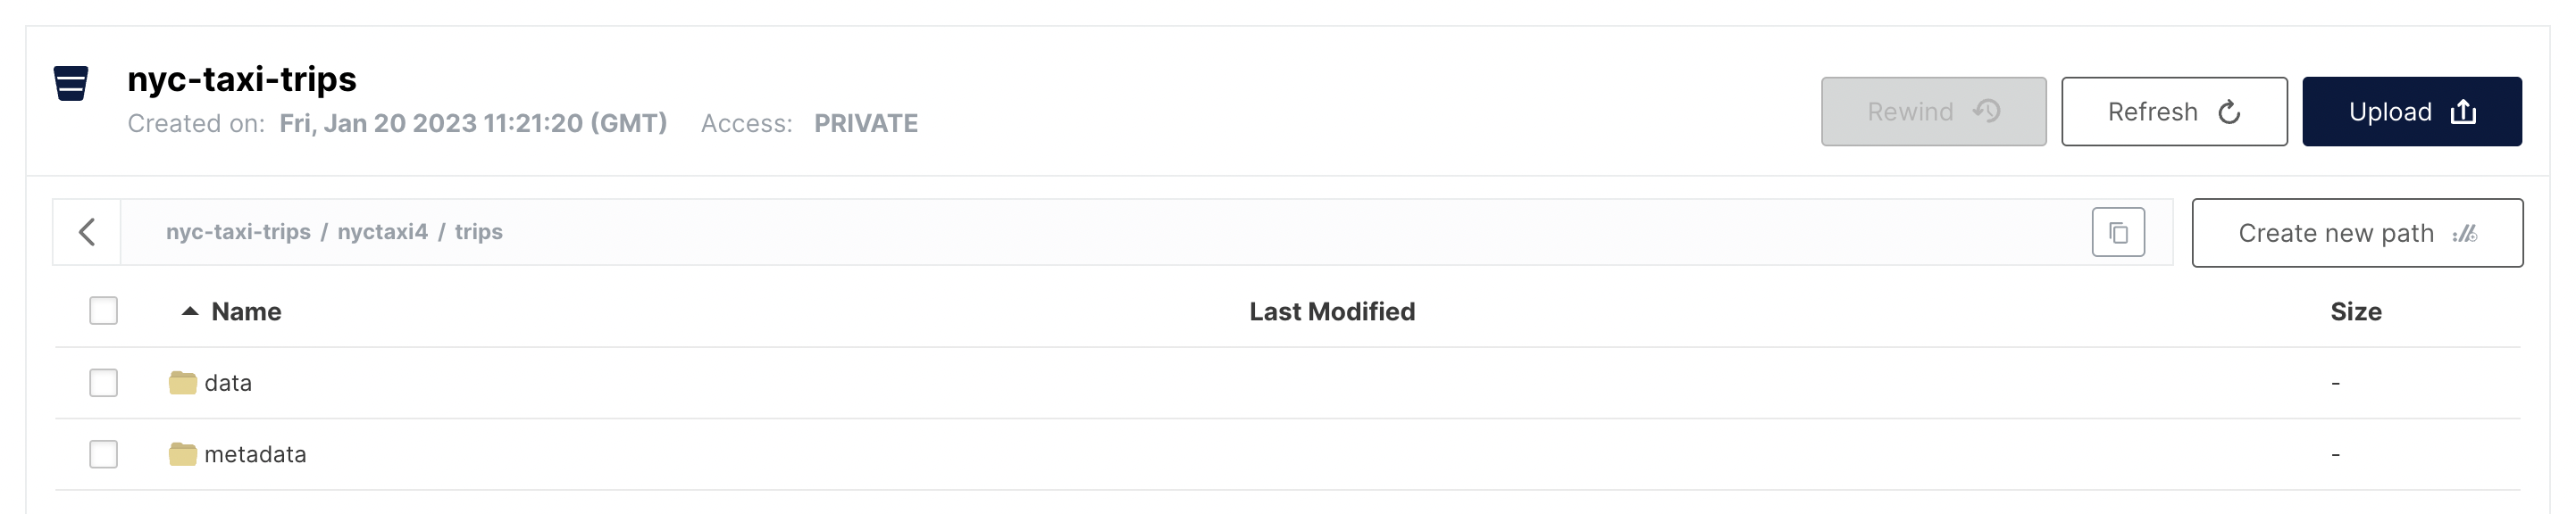 nyc-taxi-trips
Created on: Fri, Jan 20 2023 11:21:20 (GMT) Access: PRIVATE
Rewind Refresh Upload
nyc-taxi-trips / nyctaxi4 / trips
Create new path
Name Last Modified Size
data -
metadata -